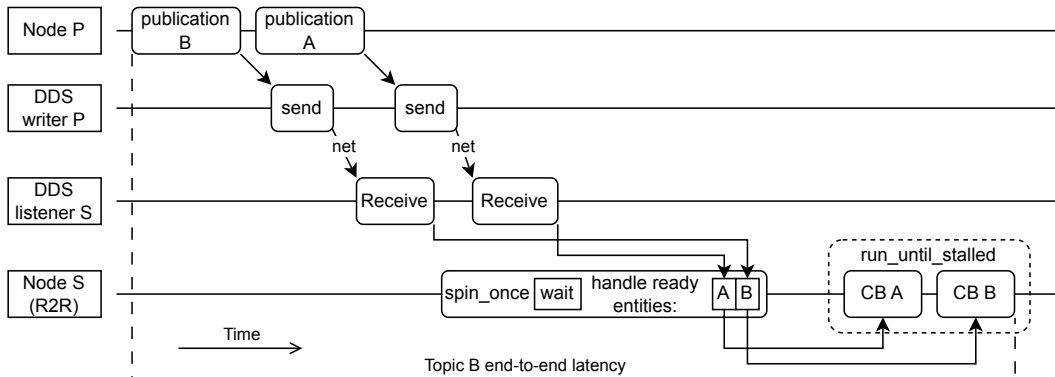 Node P
publication
B
publication
A
DDS
writer P
send
send
net
net
DDS
listener S
Receive
Receive
run_until_stalled
Node S
(R2R)
spin_once
wait
handle ready
entities:
A
B
CB A
CB B
Time
Topic B end-to-end latency